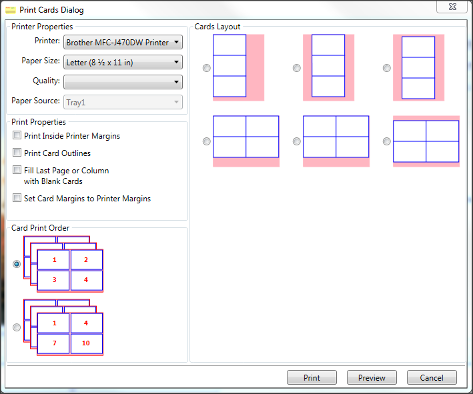 Print Cards Dialog
Printer Properties
Printer: Brother MFC-J470DW Printer
Paper Size: Letter (8 ½ x 11 in)
Quality:
Paper Source: Tray1
Print Properties
Print Inside Printer Margins
Print Card Outlines
Fill Last Page or Column
with Blank Cards
Set Card Margins to Printer Margins
Card Print Order
1 2
3 4
1 4
7 10
Cards Layout
Print Preview Cancel